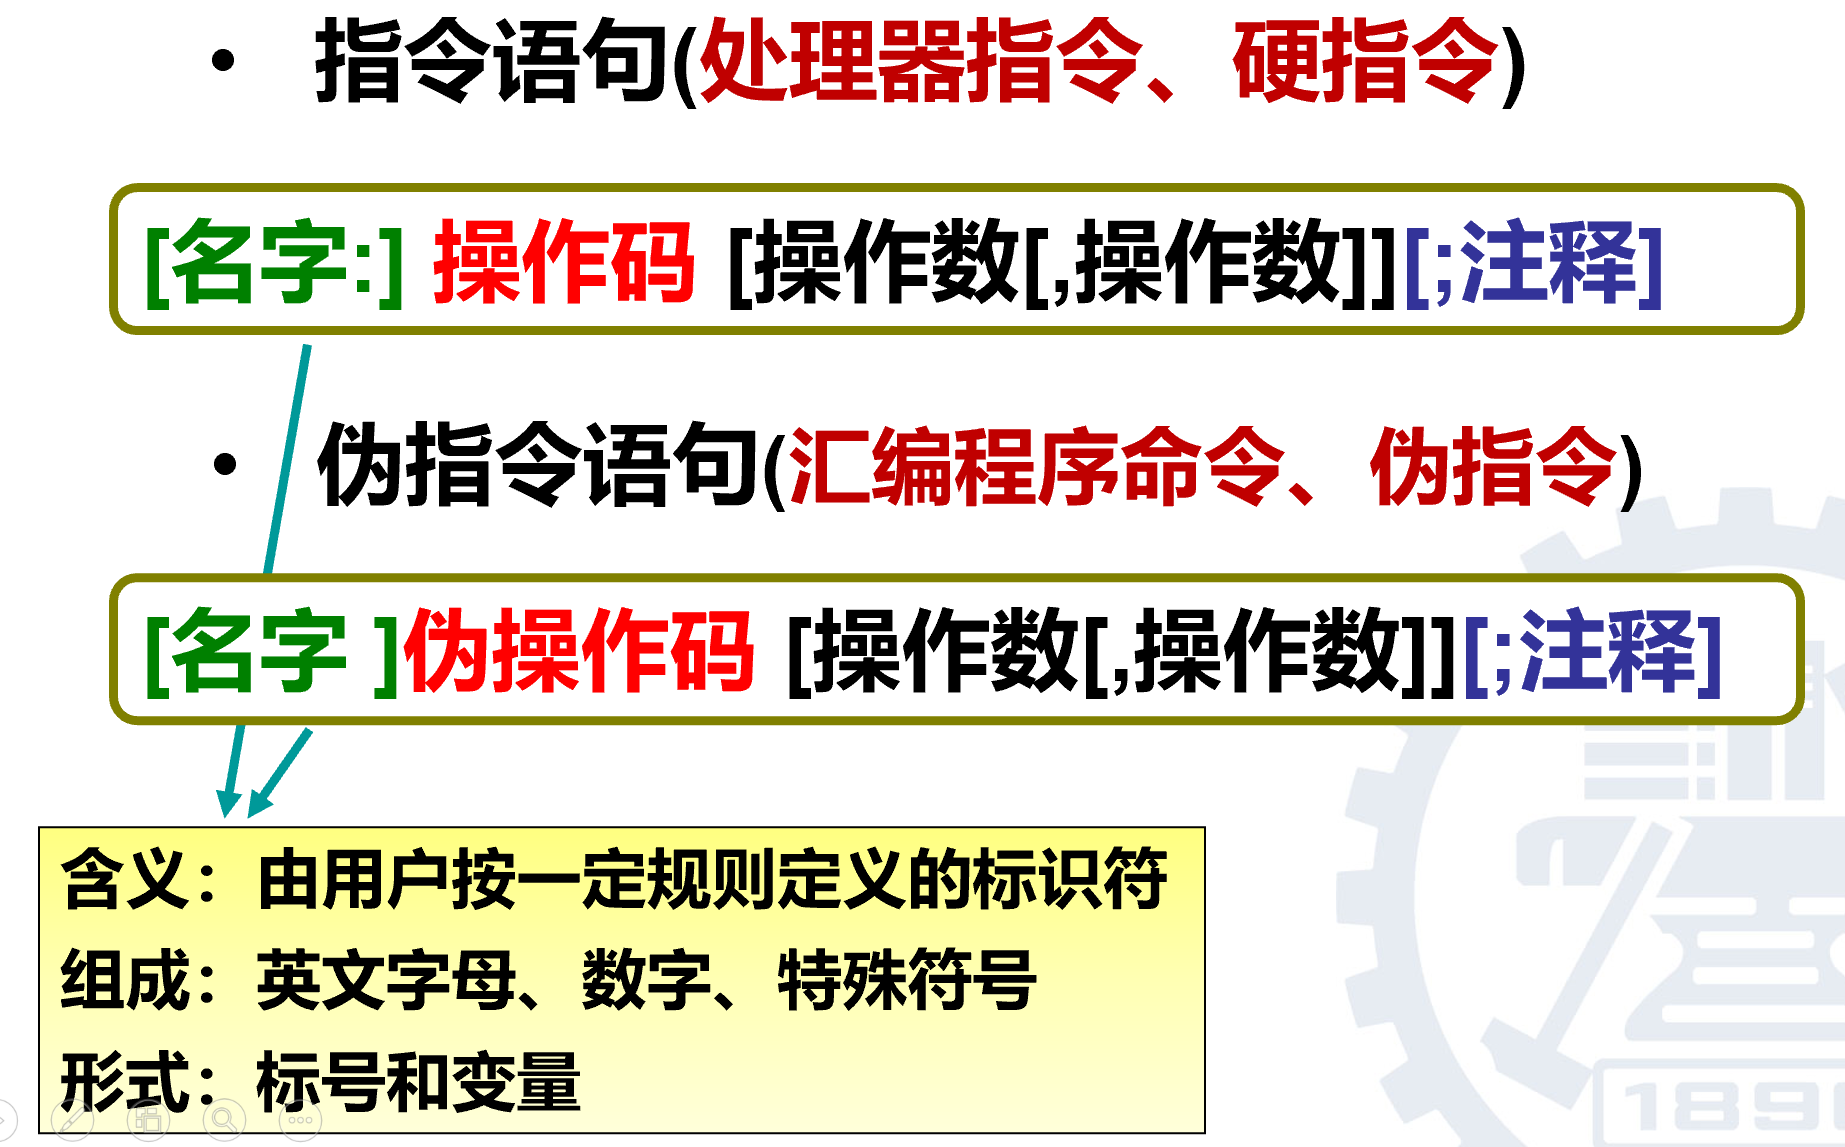 • 指令语句(处理器指令、硬指令)
[名字:] 操作码 [操作数[,操作数]][;注释]
• 伪指令语句(汇编程序命令、伪指令)
[名字 ]伪操作码 [操作数[,操作数]][;注释]
含义：由用户按一定规则定义的标识符
组成：英文字母、数字、特殊符号
形式：标号和变量